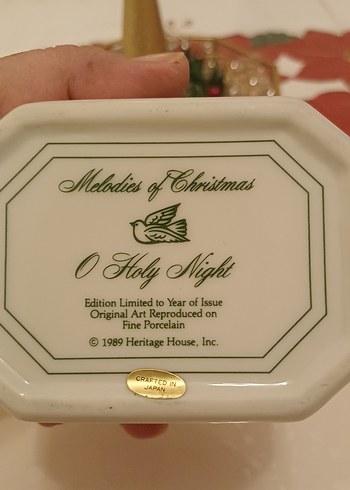 Melodies of Christmas
O Holy Night
Edition Limited to Year of Issue
Original Art Reproduced on
Fine Porcelain
© 1989 Heritage House, Inc.
CRAFTED IN
JAPAN